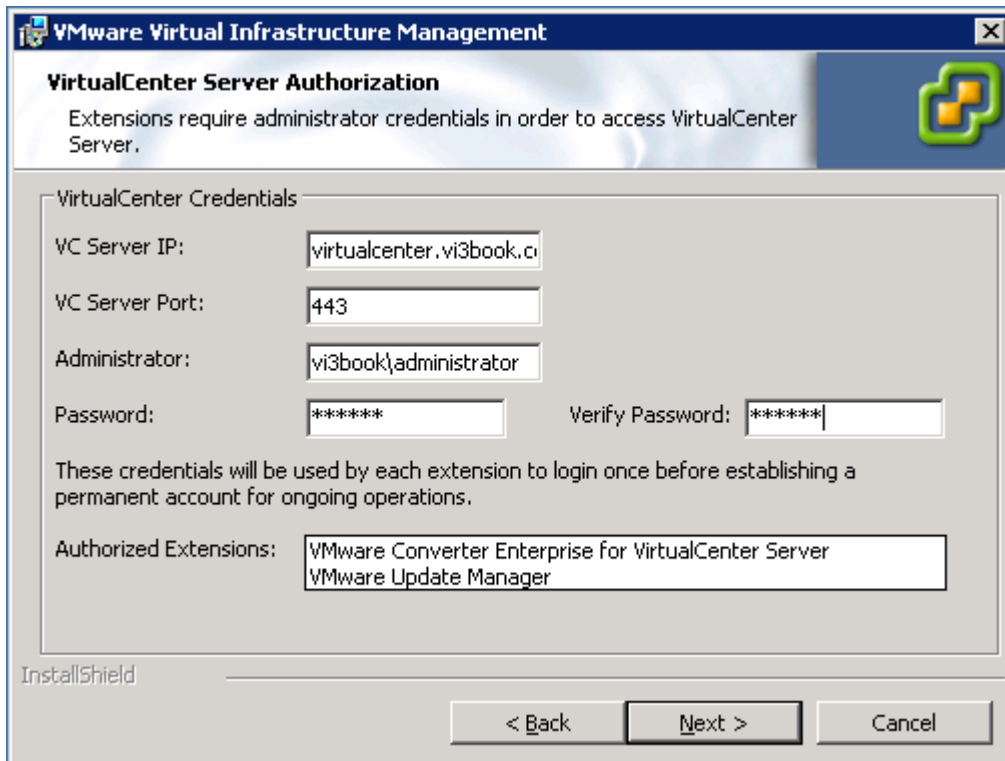 VMware Virtual Infrastructure Management
VirtualCenter Server Authorization
Extensions require administrator credentials in order to access VirtualCenter
Server.
VirtualCenter Credentials
VC Server IP: virtualcenter.vi3book.c
VC Server Port: 443
Administrator: vi3book\administrator
Password: ****** Verify Password: ******
These credentials will be used by each extension to login once before establishing a
permanent account for ongoing operations.
Authorized Extensions: VMware Converter Enterprise for VirtualCenter Server
VMware Update Manager
InstallShield
< Back Next > Cancel